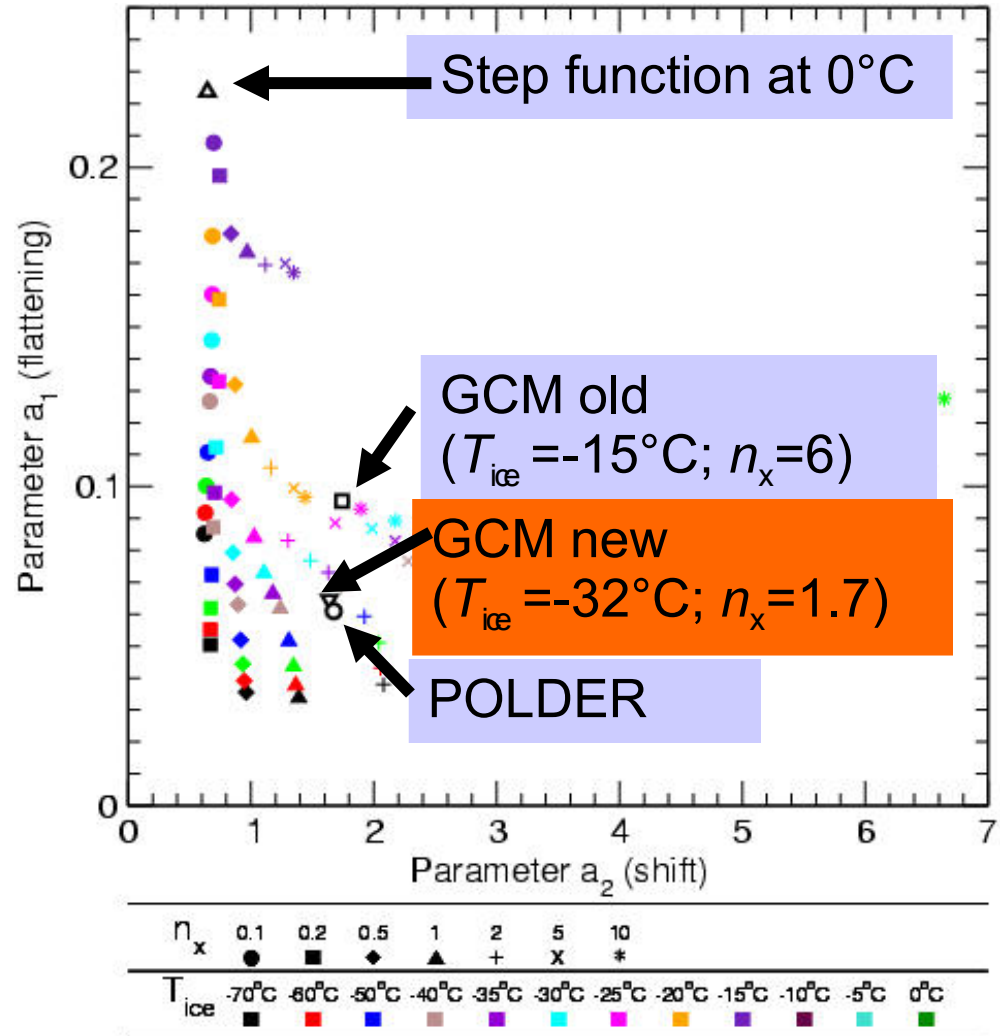 Step function at 0°C
0.2
Parameter a1 (flattening)
GCM old
(Tice =-15°C; nx=6)
0.1
GCM new
(Tice =-32°C; nx=1.7)
POLDER
0
0 1 2 3 4 5 6 7
Parameter a2 (shift)
nx 0.1 0.2 0.5 1 2 5 10
Tice -70°C -60°C -50°C -40°C -35°C -30°C -25°C -20°C -15°C -10°C -5°C 0°C